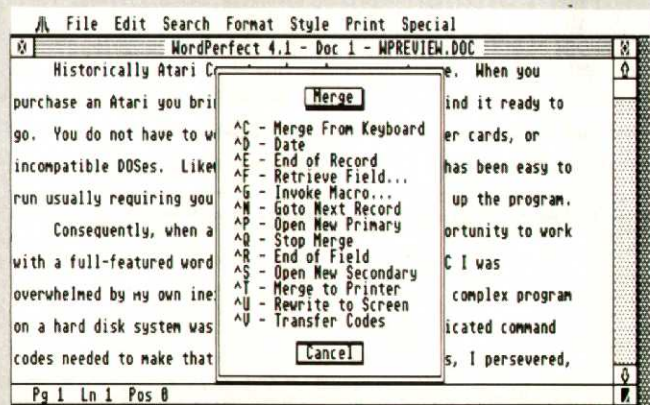 File Edit Search Format Style Print Special
WordPerfect 4.1 - Doc 1 - WPREVIEW.DOC
Historically Atari e. When you
purchase an Atari you ind it ready to
go. You do not have to er cards, or
incompatible DOSes. has been easy to
run usually requiring you up the program.
Consequently, when a ortunity to work
with a full-featured word C I was
overwhelmed by my own complex program
on a hard disk system was icated command
codes needed to make that s, I persevered,
Merge
^C - Merge From Keyboard
^D - Date
^E - End of Record
^F - Retrieve Field...
^G - Invoke Macro...
^N - Goto Next Record
^P - Open New Primary
^Q - Stop Merge
^R - End of Field
^S - Open New Secondary
^T - Merge to Printer
^U - Rewrite to Screen
^V - Transfer Codes
Cancel
Pg 1 Ln 1 Pos 0